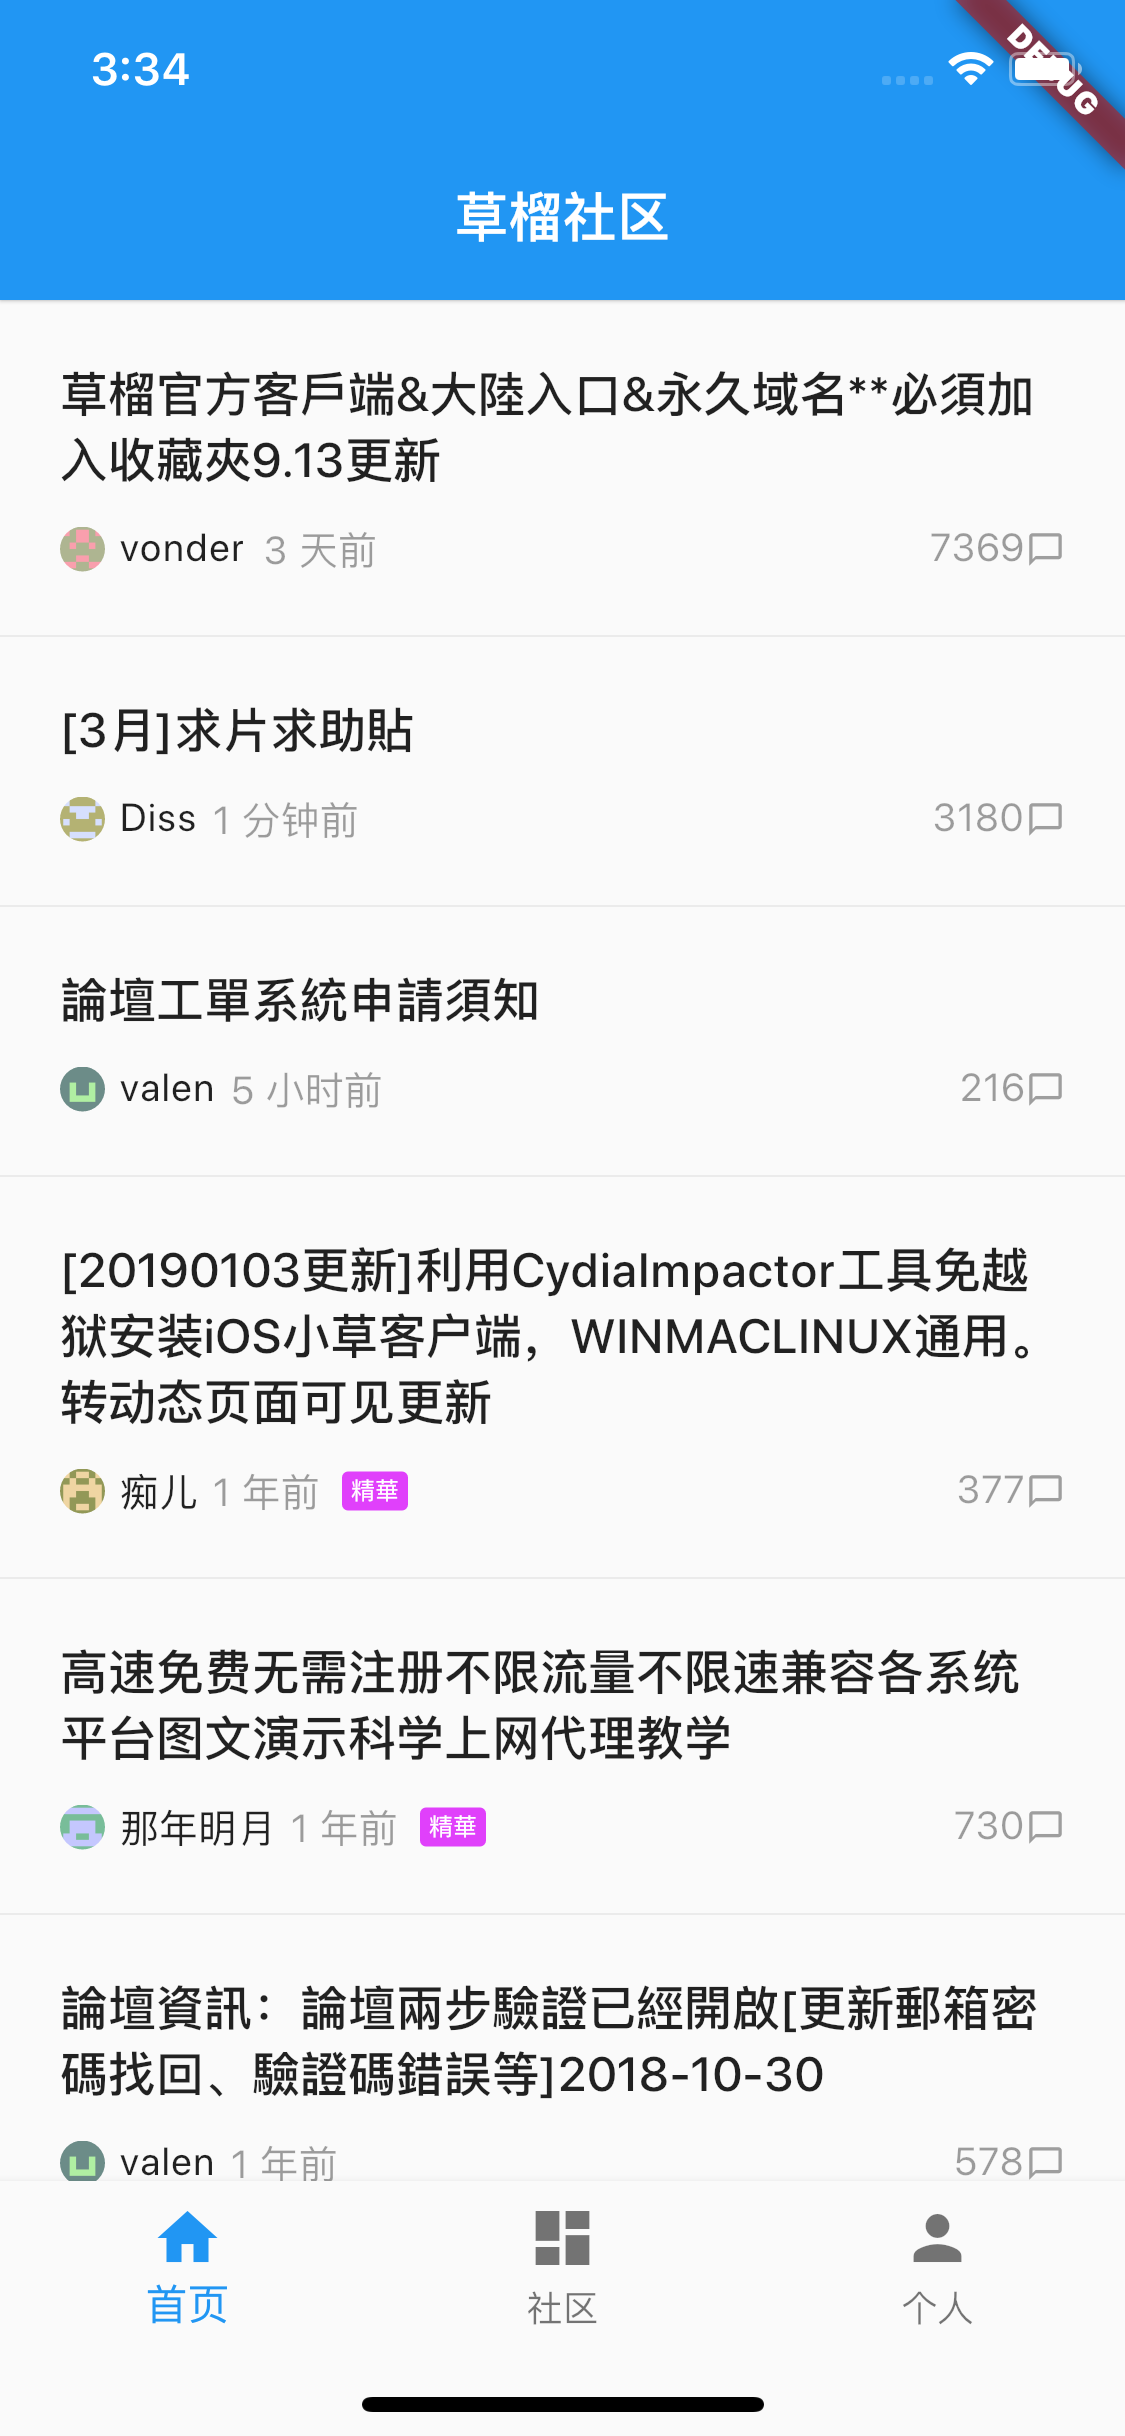 3:34
DEBUG
草榴社区
草榴官方客戶端&大陸入口&永久域名**必須加
入收藏夾9.13更新
vonder 3 天前 7369
[3月]求片求助貼
Diss 1 分钟前 3180
論壇工單系統申請須知
valen 5 小时前 216
[20190103更新]利用CydiaImpactor工具免越
狱安装iOS小草客户端，WINMACLINUX通用。
转动态页面可见更新
痴儿 1 年前 精華 377
高速免费无需注册不限流量不限速兼容各系统
平台图文演示科学上网代理教学
那年明月 1 年前 精華 730
論壇資訊：論壇兩步驗證已經開啟[更新郵箱密
碼找回、驗證碼錯誤等]2018-10-30
valen 1 年前 578
首页 社区 个人